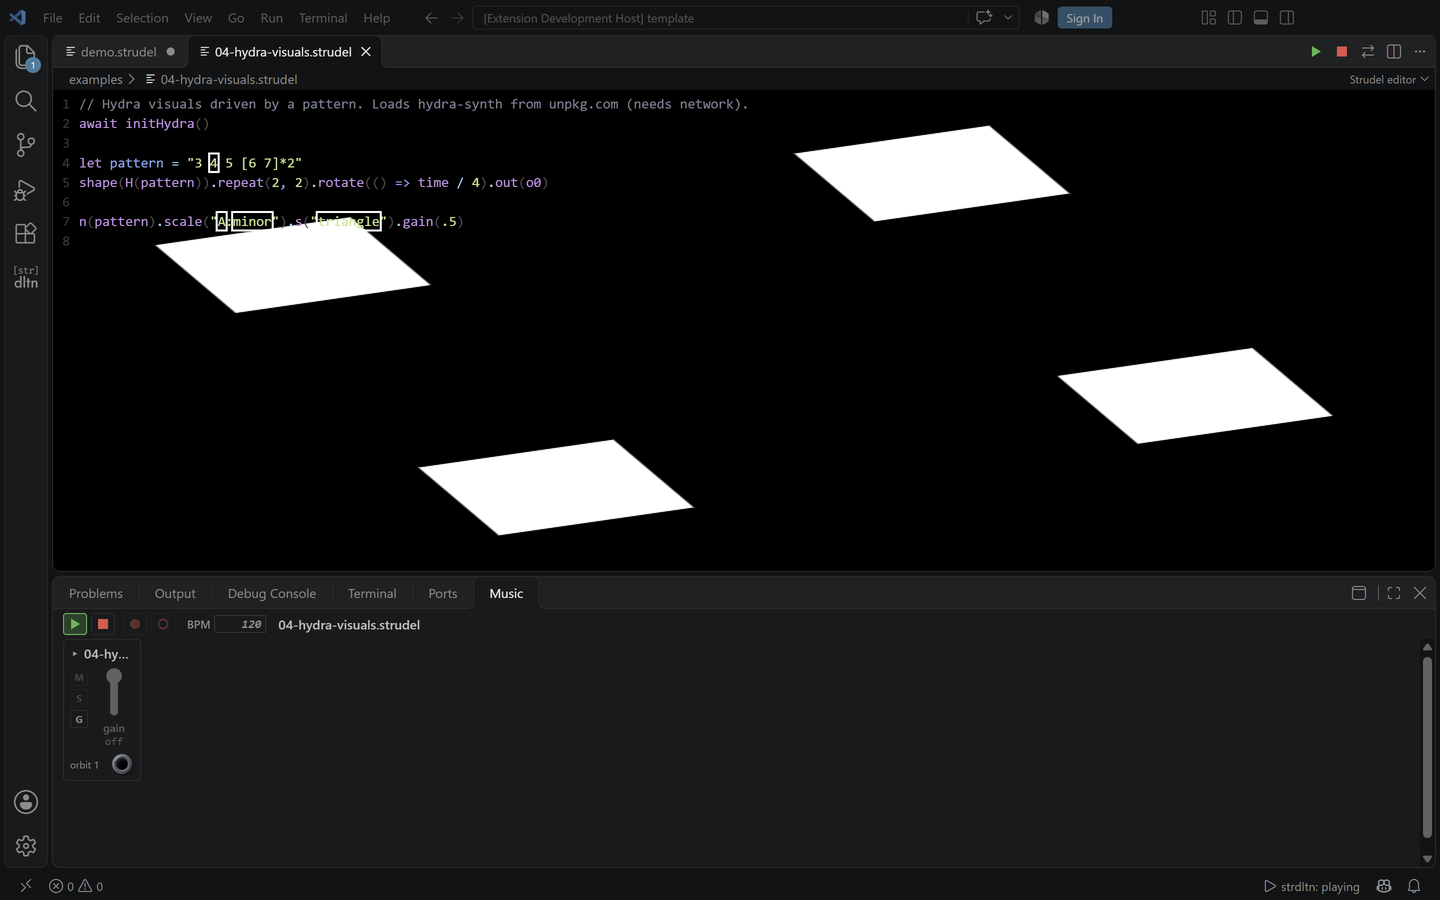 File Edit Selection View Go Run Terminal Help
[Extension Development Host] template
Sign In
1
demo.strudel
04-hydra-visuals.strudel
examples > 04-hydra-visuals.strudel
Strudel editor
[str]
dltn
1 // Hydra visuals driven by a pattern. Loads hydra-synth from unpkg.com (needs network).
2 await initHydra()
3
4 let pattern = "3 4 5 [6 7]*2"
5 shape(H(pattern)).repeat(2, 2).rotate(() => time / 4).out(o0)
6
7 n(pattern).scale("A:minor").s("triangle").gain(.5)
8
Problems Output Debug Console Terminal Ports Music
BPM 120 04-hydra-visuals.strudel
04-hy...
M
S
G
gain
off
orbit 1
0 0
strdltn: playing